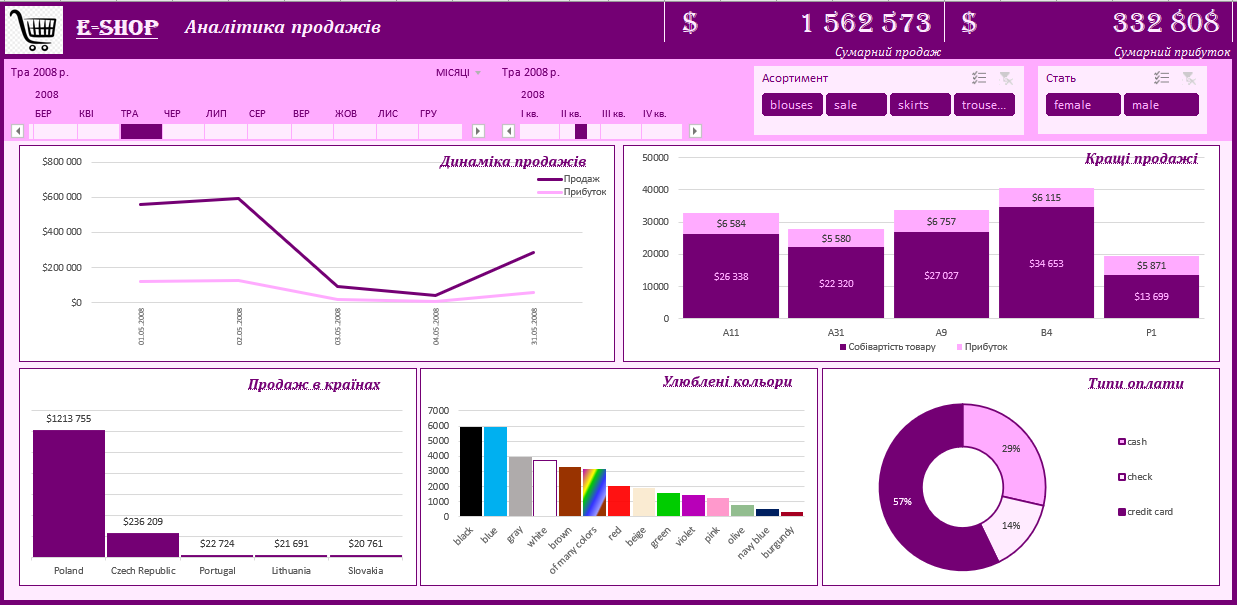 E-SHOP
Аналітика продажів
$ 1 562 573
Сумарний продаж
$ 332 808
Сумарний прибуток
Тра 2008 р.
МІСЯЦІ
2008
БЕР КВІ ТРА ЧЕР ЛИП СЕР ВЕР ЖОВ ЛИС ГРУ
Тра 2008 р.
2008
I кв. II кв. III кв. IV кв.
Асортимент
blouses sale skirts trouse...
Стать
female male
Динаміка продажів
Продаж
Прибуток
$800 000
$600 000
$400 000
$200 000
$0
01.05.2008 02.05.2008 03.05.2008 04.05.2008 31.05.2008
Кращі продажі
50000
40000
30000
20000
10000
0
$6 584 $5 580 $6 757 $6 115 $5 871
$26 338 $22 320 $27 027 $34 653 $13 699
A11 A31 A9 B4 P1
Собівартість товару Прибуток
Продаж в країнах
$1213 755
$236 209
$22 724 $21 691 $20 761
Poland Czech Republic Portugal Lithuania Slovakia
Улюблені кольори
7000
6000
5000
4000
3000
2000
1000
0
black blue gray white brown of many colors red beige green violet pink olive navy blue burgundy
Типи оплати
29%
57%
14%
cash
check
credit card